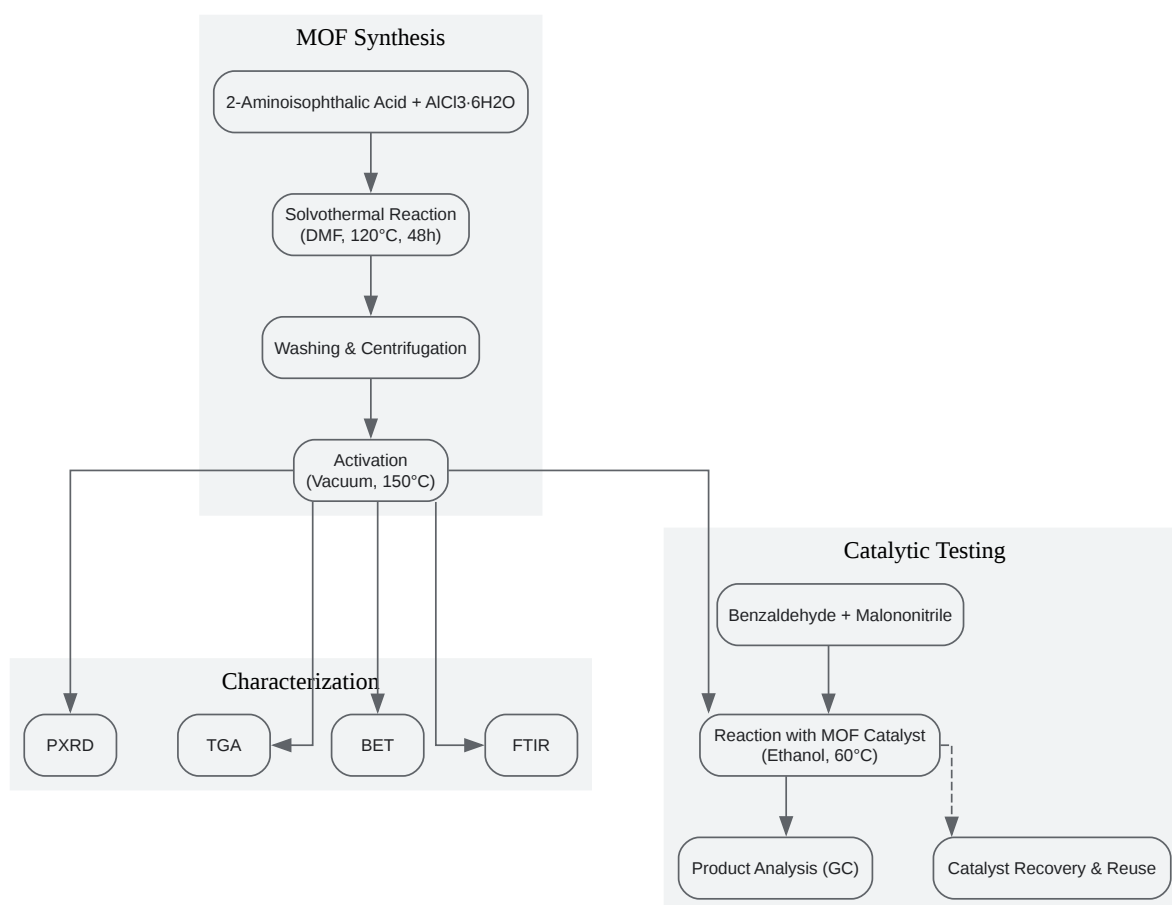 MOF Synthesis
2-Aminoisophthalic Acid + AlCl3·6H2O
Solvothermal Reaction
(DMF, 120°C, 48h)
Washing & Centrifugation
Activation
(Vacuum, 150°C)
Catalytic Testing
Benzaldehyde + Malononitrile
Characterization
PXRD
TGA
BET
FTIR
Reaction with MOF Catalyst
(Ethanol, 60°C)
Product Analysis (GC)
Catalyst Recovery & Reuse